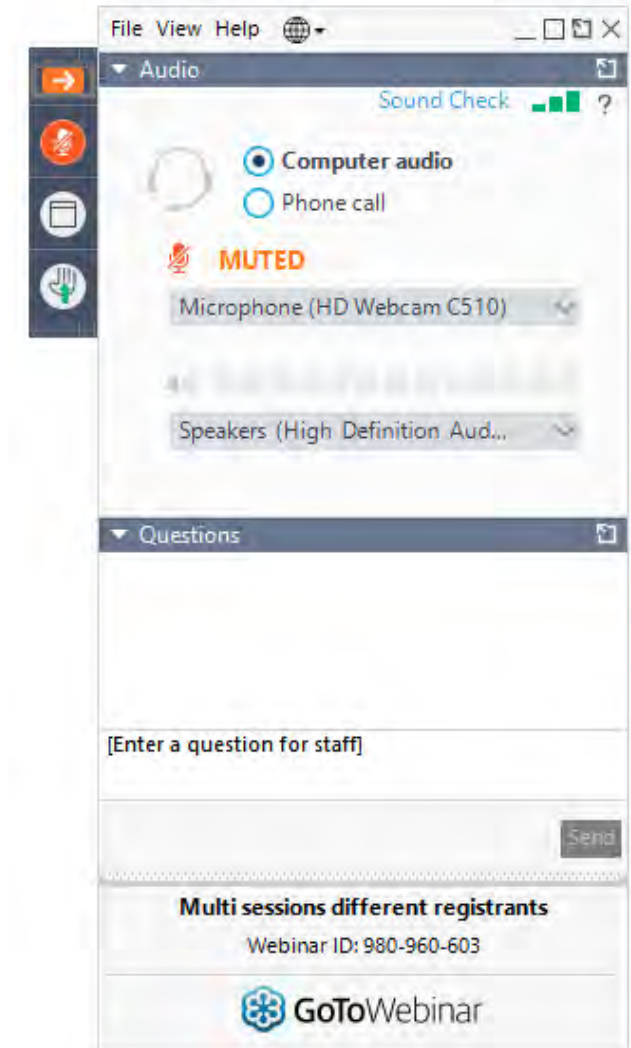 File View Help
Audio
Sound Check ?
Computer audio
Phone call
MUTED
Microphone (HD Webcam C510)
Speakers (High Definition Aud...
Questions
[Enter a question for staff]
Send
Multi sessions different registrants
Webinar ID: 980-960-603
GoToWebinar